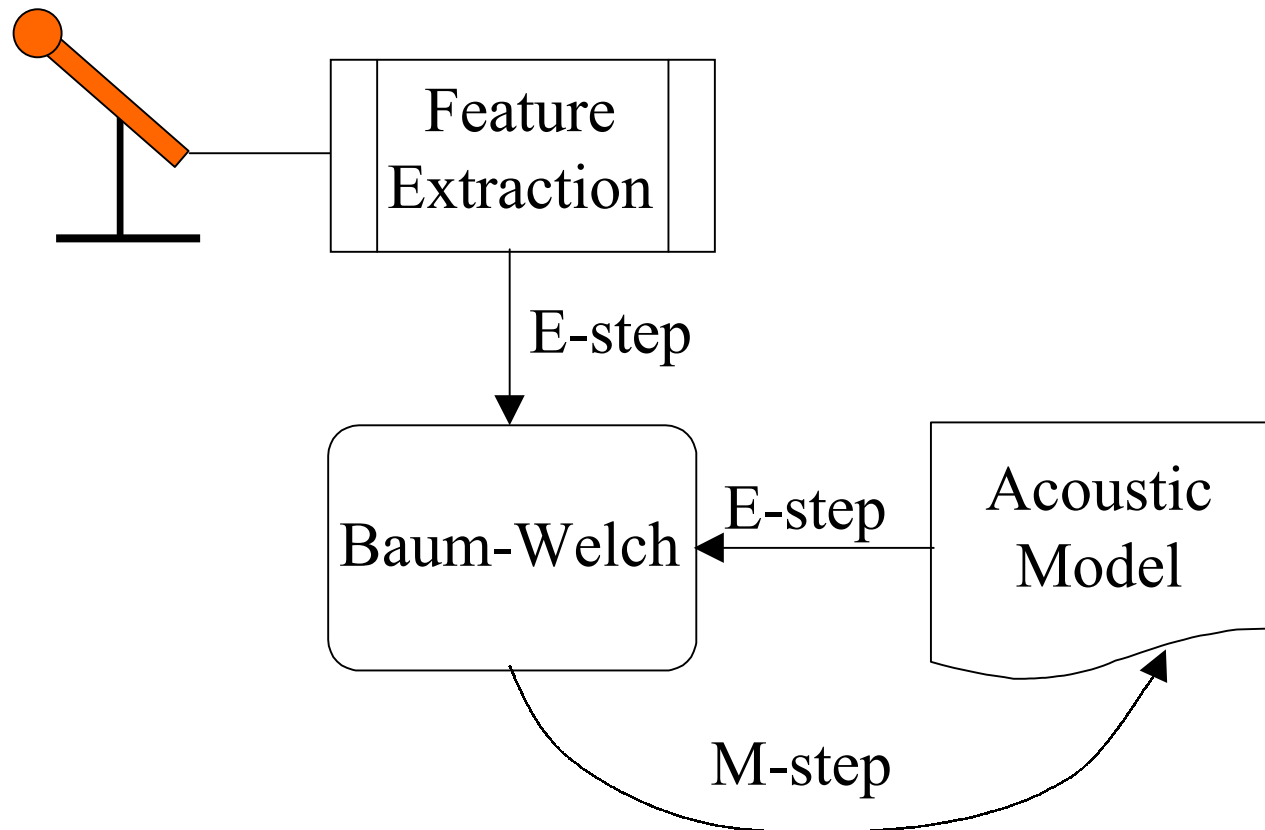 Feature
Extraction
E-step
Baum-Welch
E-step
Acoustic
Model
M-step